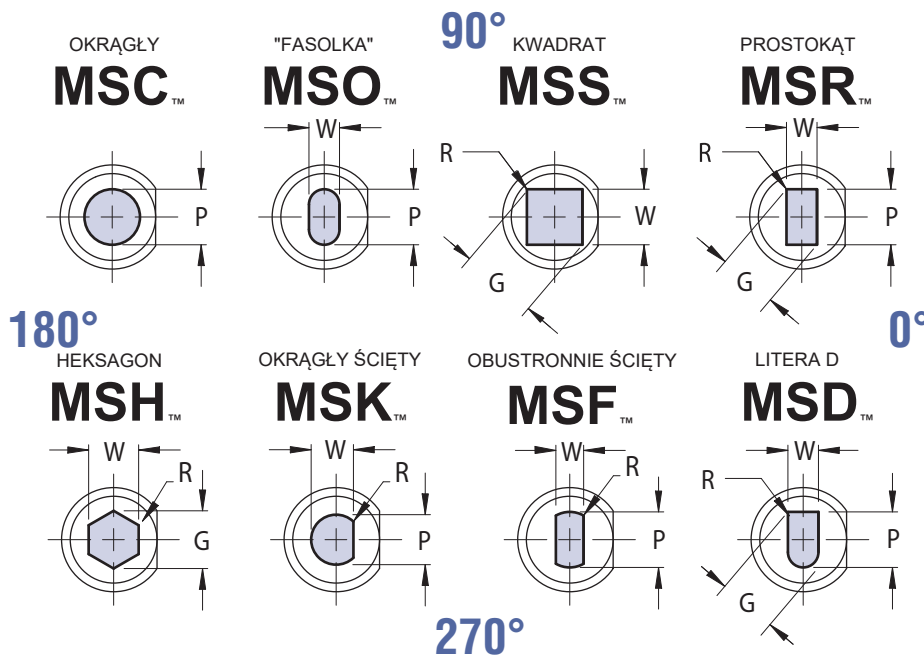 90°
OKRĄGŁY "FASOLKA" KWADRAT PROSTOKĄT
MSC™ MSO™ MSS™ MSR™
W W
R R
P P W P
G G
180° 0°
HEKSAGON OKRĄGŁY ŚCIĘTY OBUSTRONNIE ŚCIĘTY LITERA D
MSH™ MSK™ MSF™ MSD™
W W W W
R R R R
G P P P
G
270°